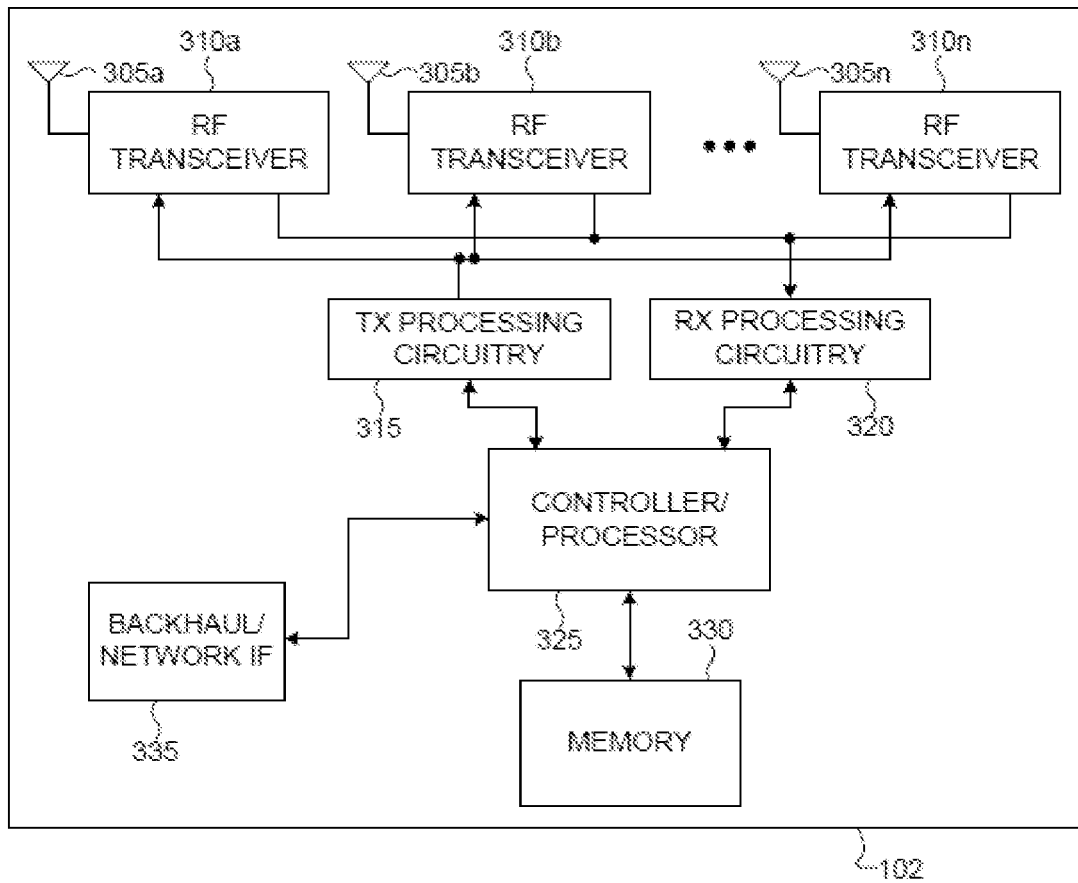 310a
310b
310n
305a
305b
305n
RF
TRANSCEIVER
RF
TRANSCEIVER
RF
TRANSCEIVER
TX PROCESSING
CIRCUITRY
RX PROCESSING
CIRCUITRY
315
320
CONTROLLER/
PROCESSOR
BACKHAUL/
NETWORK IF
325
330
335
MEMORY
102